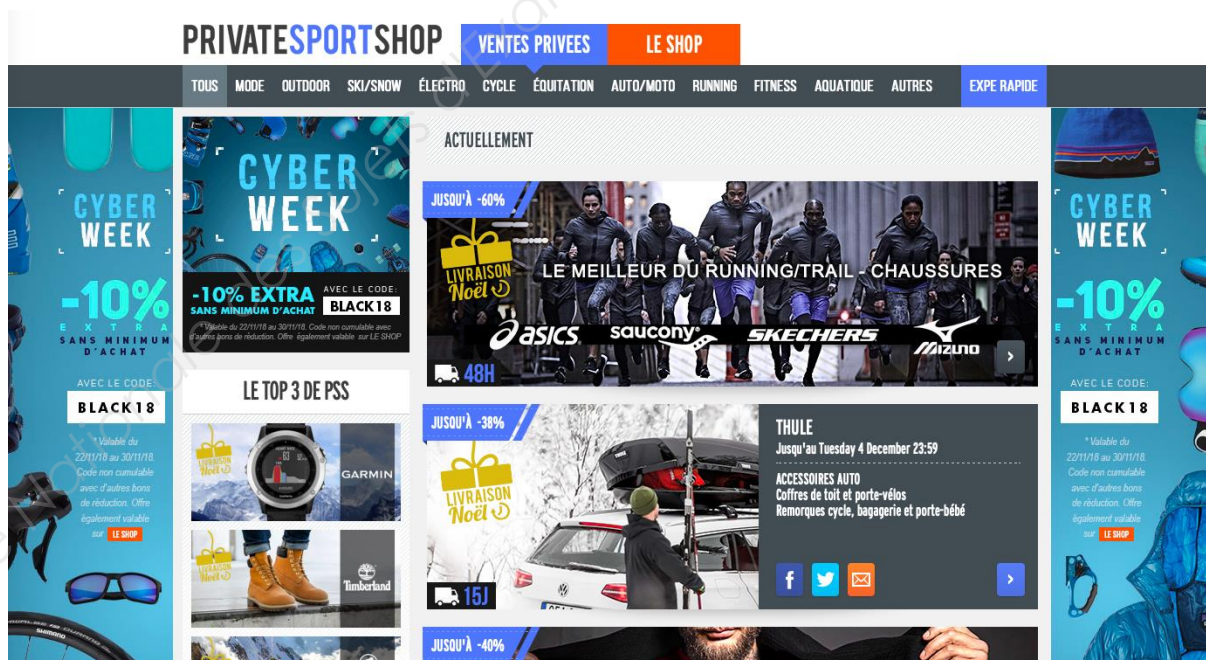 PRIVATESPORTSHOP
VENTES PRIVEES
LE SHOP
TOUS MODE OUTDOOR SKI/SNOW ÉLECTRO CYCLE ÉQUITATION AUTO/MOTO RUNNING FITNESS AQUATIQUE AUTRES EXPE RAPIDE
CYBER
WEEK
-10%
EXTRA
SANS MINIMUM
D'ACHAT
AVEC LE CODE:
BLACK18
* Valable du
22/11/18 au 30/11/18.
Code non cumulable
avec d'autres bons
de réduction. Offre
également valable
sur LE SHOP
CYBER
WEEK
-10% EXTRA
SANS MINIMUM D'ACHAT
AVEC LE CODE:
BLACK18
* Valable du 22/11/18 au 30/11/18. Code non cumulable avec
d'autres bons de réduction. Offre également valable sur LE SHOP
LE TOP 3 DE PSS
LIVRAISON
Noël
GARMIN
LIVRAISON
Noël
Timberland
ACTUELLEMENT
JUSQU'À -60%
LIVRAISON
Noël
LE MEILLEUR DU RUNNING/TRAIL - CHAUSSURES
asics saucony SKECHERS MIZUNO
48H
JUSQU'À -38%
LIVRAISON
Noël
15J
THULE
Jusqu'au Tuesday 4 December 23:59
ACCESSOIRES AUTO
Coffres de toit et porte-vélos
Remorques cycle, bagagerie et porte-bébé
JUSQU'À -40%
CYBER
WEEK
-10%
EXTRA
SANS MINIMUM
D'ACHAT
AVEC LE CODE:
BLACK18
* Valable du
22/11/18 au 30/11/18.
Code non cumulable
avec d'autres bons
de réduction. Offre
également valable
sur LE SHOP
SHIMANO